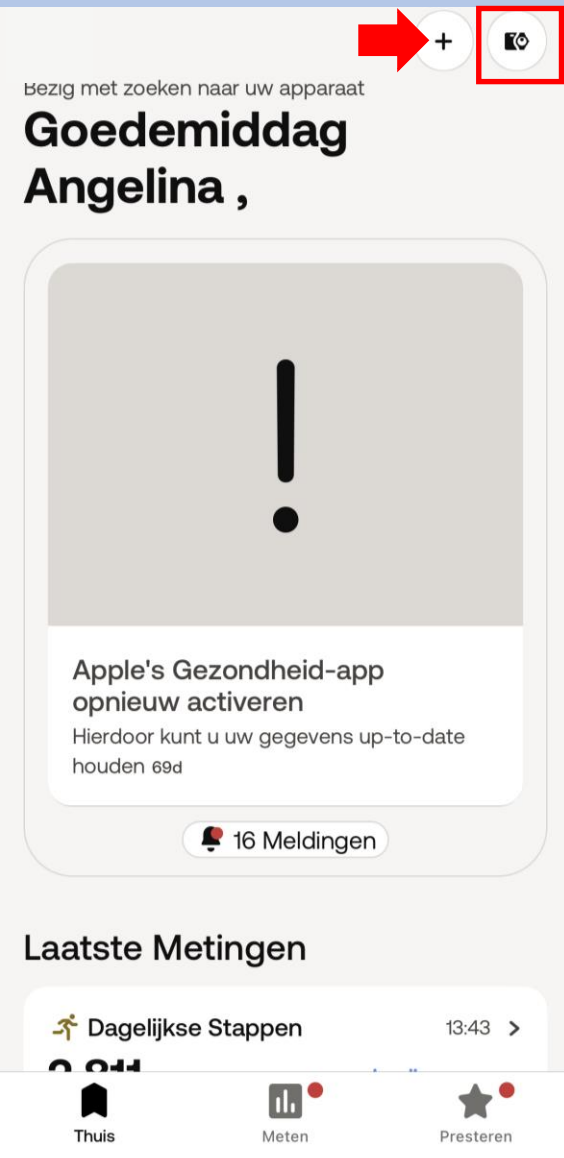 Bezig met zoeken naar uw apparaat
Goedemiddag
Angelina ,
Apple's Gezondheid-app
opnieuw activeren
Hierdoor kunt u uw gegevens up-to-date
houden 69d
16 Meldingen
Laatste Metingen
Dagelijkse Stappen 13:43
Thuis Meten Presteren